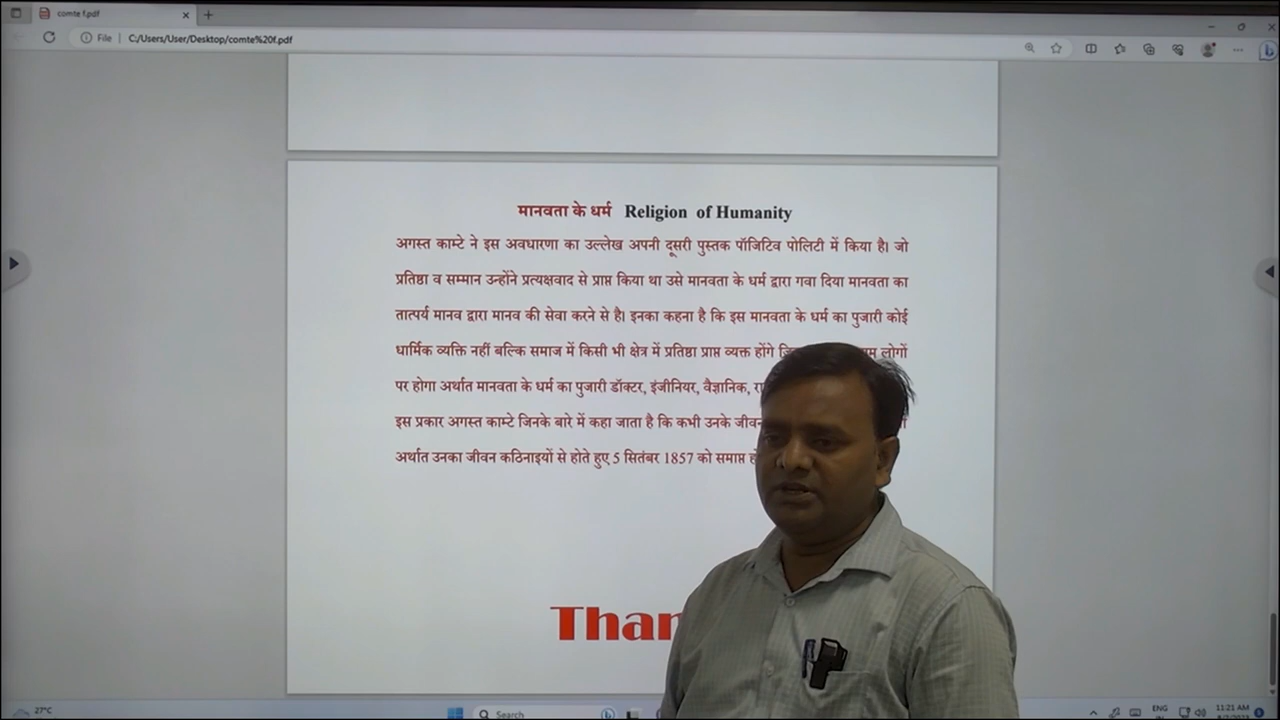 comte f.pdf
File
C:/Users/User/Desktop/comte%20f.pdf
मानवता के धर्म Religion of Humanity
अगस्त काम्टे ने इस अवधारणा का उल्लेख अपनी दूसरी पुस्तक पॉजिटिव पोलिटी में किया है। जो
प्रतिष्ठा व सम्मान उन्होंने प्रत्यक्षवाद से प्राप्त किया था उसे मानवता के धर्म द्वारा गवा दिया मानवता का
तात्पर्य मानव द्वारा मानव की सेवा करने से है। इनका कहना है कि इस मानवता के धर्म का पुजारी कोई
धार्मिक व्यक्ति नहीं बल्कि समाज में किसी भी क्षेत्र में प्रतिष्ठा प्राप्त व्यक्त होंगे लोगों
पर होगा अर्थात मानवता के धर्म का पुजारी डॉक्टर, इंजीनियर, वैज्ञानिक,
इस प्रकार अगस्त काम्टे जिनके बारे में कहा जाता है कि कभी उनके
अर्थात उनका जीवन कठिनाइयों से होते हुए 5 सितंबर 1857 को समाप्त
27°C
Search
ENG
11:21 AM